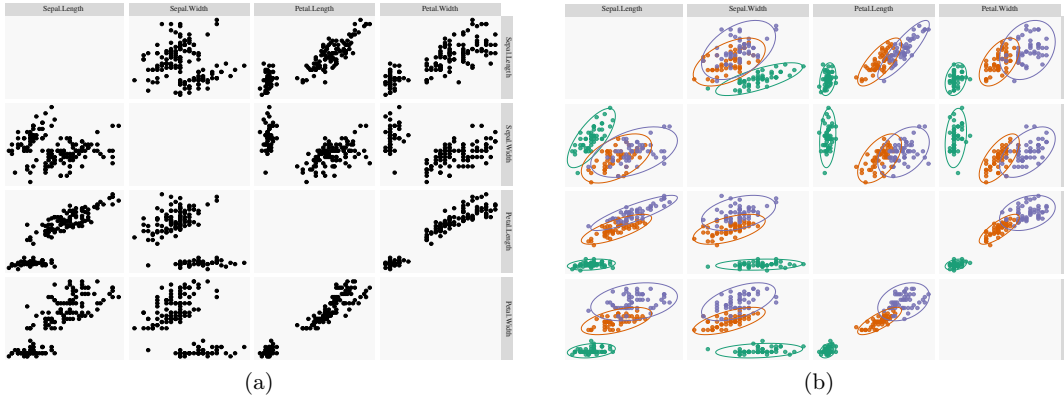 Sepal.Length Sepal.Width Petal.Length Petal.Width
Sepal.Length
Sepal.Width
Petal.Length
Petal.Width
(a)
Sepal.Length Sepal.Width Petal.Length Petal.Width
(b)